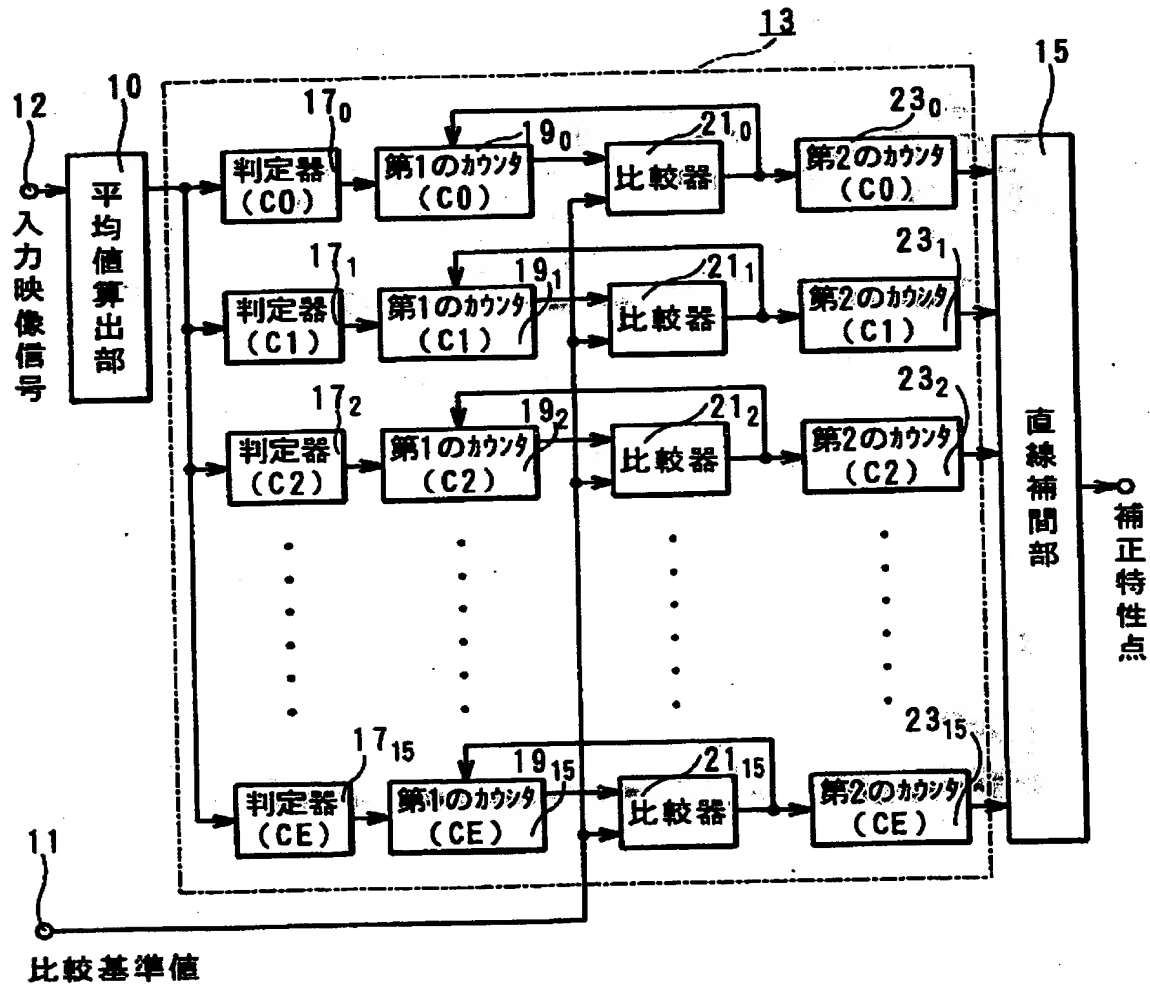 13
12
10
15
入力映像信号
平均値算出部
17₀
判定器
(C0)
19₀
第1のカウンタ
(C0)
21₀
比較器
23₀
第2のカウンタ
(C0)
17₁
判定器
(C1)
19₁
第1のカウンタ
(C1)
21₁
比較器
23₁
第2のカウンタ
(C1)
17₂
判定器
(C2)
19₂
第1のカウンタ
(C2)
21₂
比較器
23₂
第2のカウンタ
(C2)
17₁₅
判定器
(CE)
19₁₅
第1のカウンタ
(CE)
21₁₅
比較器
23₁₅
第2のカウンタ
(CE)
直線補間部
補正特性点
11
比較基準値